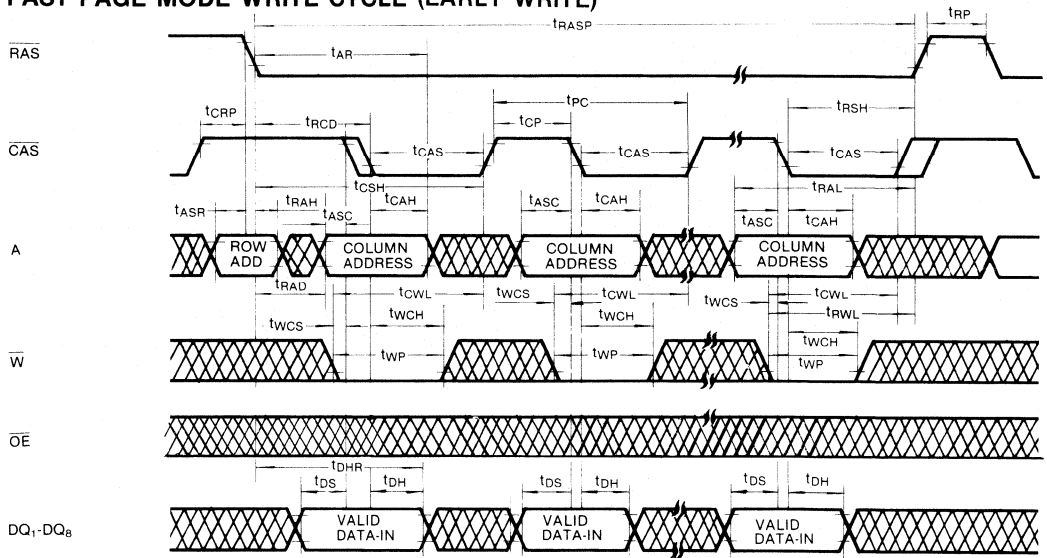 FAST PAGE MODE WRITE CYCLE (EARLY WRITE)
tRASP
tRP
RAS
tAR
tPC
tRSH
tCRP
tRCD
tCP
CAS
tCAS
tCAS
tCAS
tCSH
tRAL
tASR
tRAH
tASC
tCAH
tASC
tCAH
tASC
tCAH
A
ROW ADD
COLUMN ADDRESS
COLUMN ADDRESS
COLUMN ADDRESS
tRAD
tCWL
tWCS
tCWL
tWCS
tCWL
tRWL
tWCS
tWCH
tWCH
tWCH
W
tWP
tWP
tWP
OE
tDHR
tDS
tDH
tDS
tDH
tDS
tDH
DQ1-DQ8
VALID DATA-IN
VALID DATA-IN
VALID DATA-IN